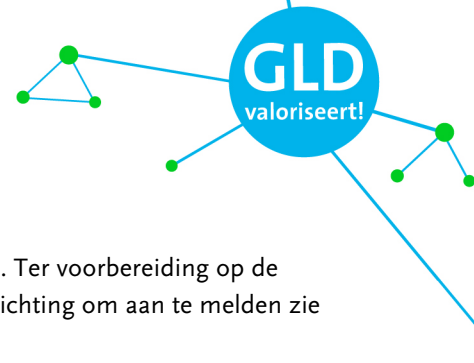 GLD
valoriseert!
. Ter voorbereiding op de
ichting om aan te melden zie